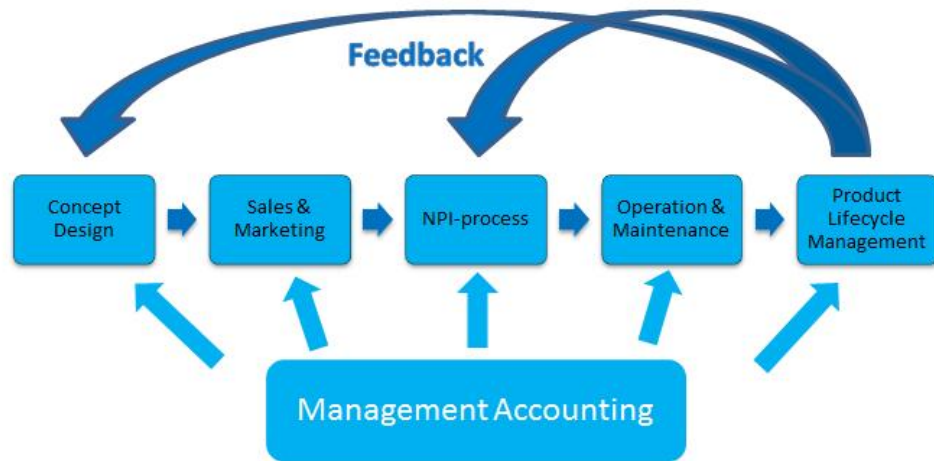 Feedback
Concept
Design
Sales &
Marketing
NPI-process
Operation &
Maintenance
Product
Lifecycle
Management
Management Accounting